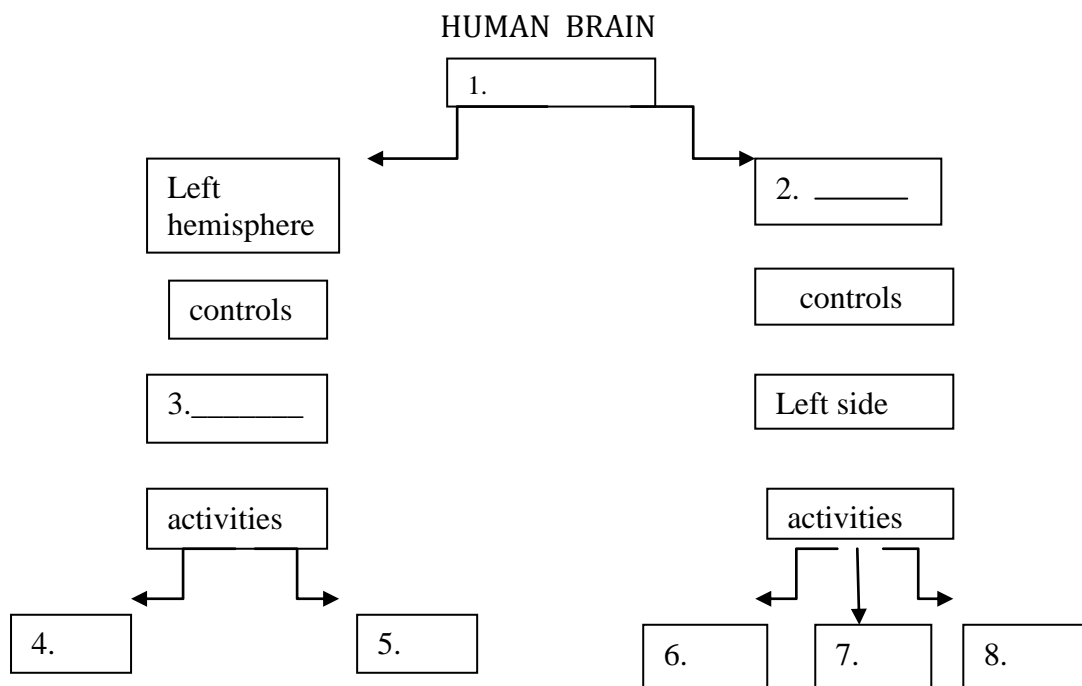 HUMAN BRAIN
1.
Left
hemisphere
2. ______
controls
controls
3._______
Left side
activities
activities
4.
5.
6.
7.
8.